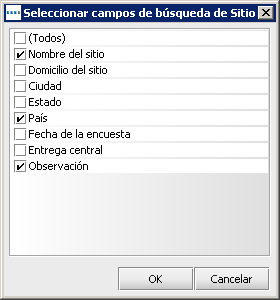 Seleccionar campos de búsqueda de Sitio
(Todos)
Nombre del sitio
Domicilio del sitio
Ciudad
Estado
País
Fecha de la encuesta
Entrega central
Observación
OK
Cancelar